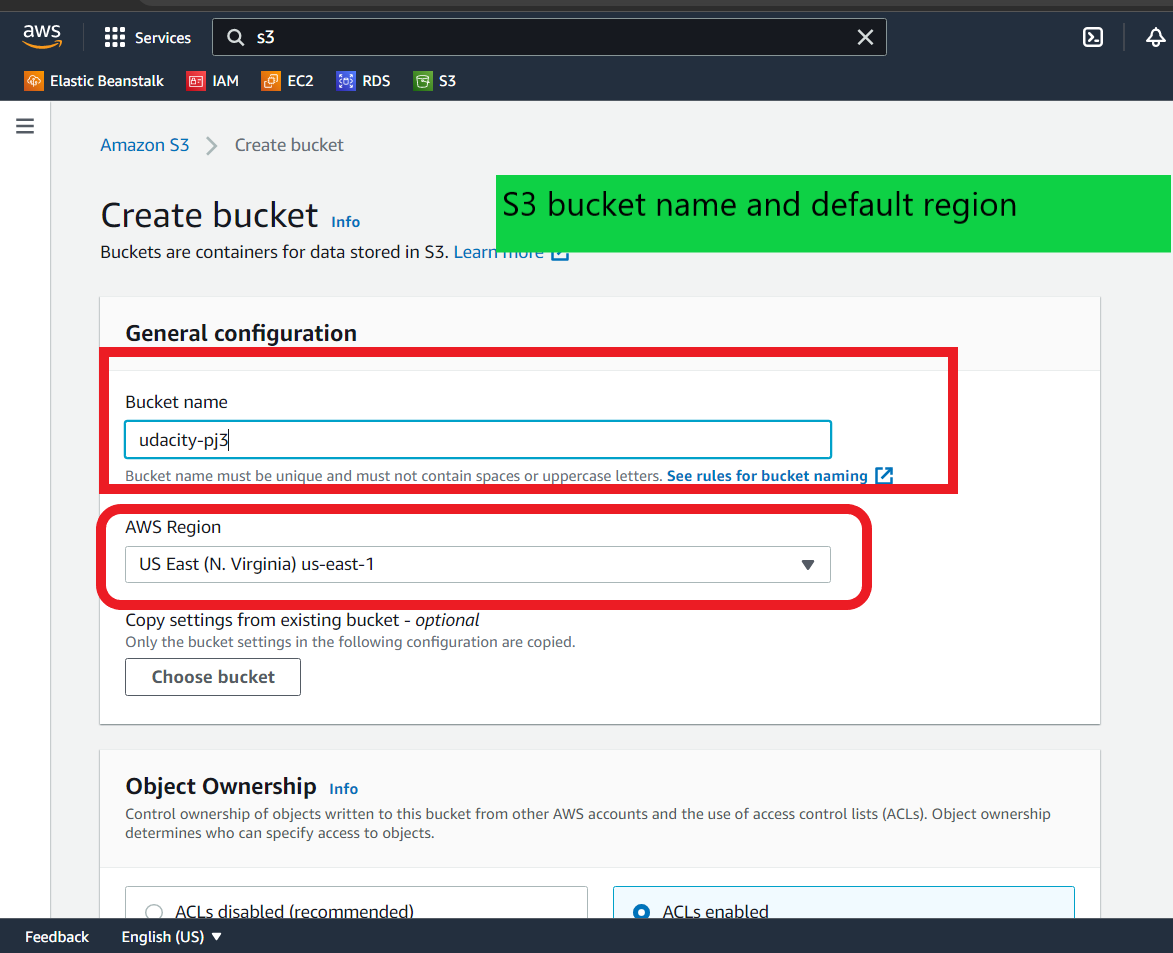 aws Services s3
Elastic Beanstalk IAM EC2 RDS S3
Amazon S3 Create bucket
S3 bucket name and default region
Create bucket Info
Buckets are containers for data stored in S3. Learn more
General configuration
Bucket name
udacity-pj3
Bucket name must be unique and must not contain spaces or uppercase letters. See rules for bucket naming
AWS Region
US East (N. Virginia) us-east-1
Copy settings from existing bucket - optional
Only the bucket settings in the following configuration are copied.
Choose bucket
Object Ownership Info
Control ownership of objects written to this bucket from other AWS accounts and the use of access control lists (ACLs). Object ownership
determines who can specify access to objects.
ACLs disabled (recommended) ACLs enabled
Feedback English (US)